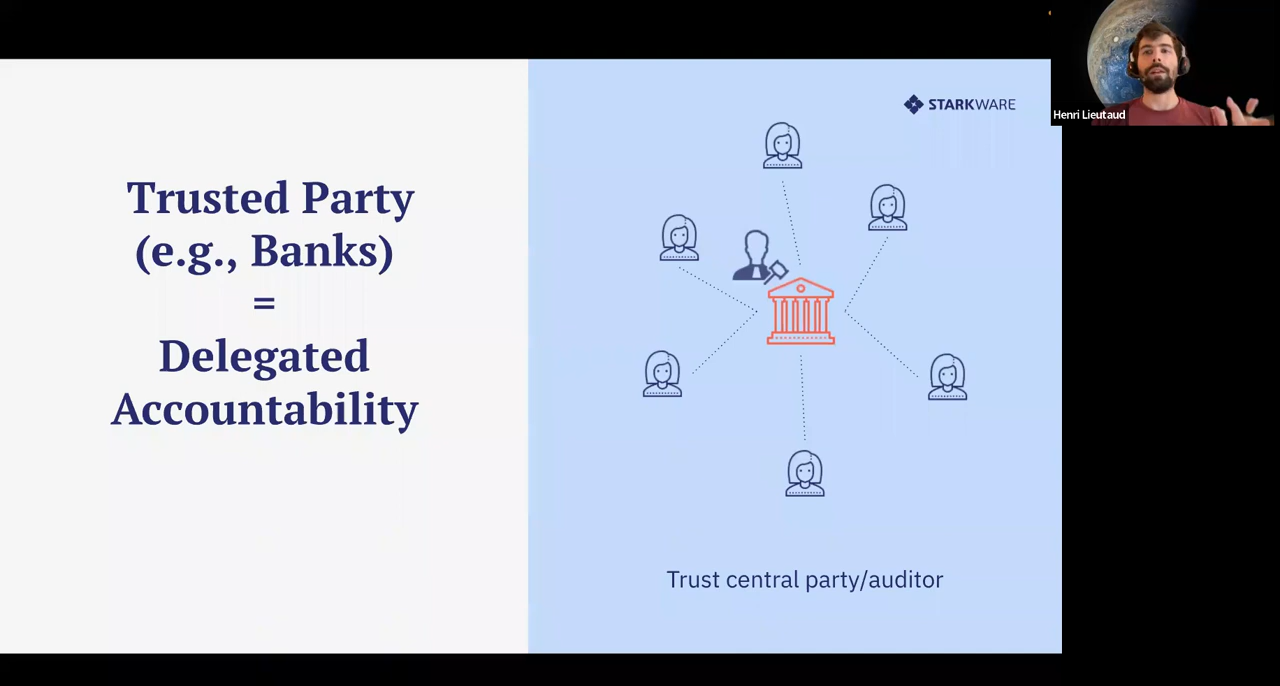 Trusted Party
(e.g., Banks)
=
Delegated
Accountability
STARKWARE
Trust central party/auditor
Henri Lieutaud